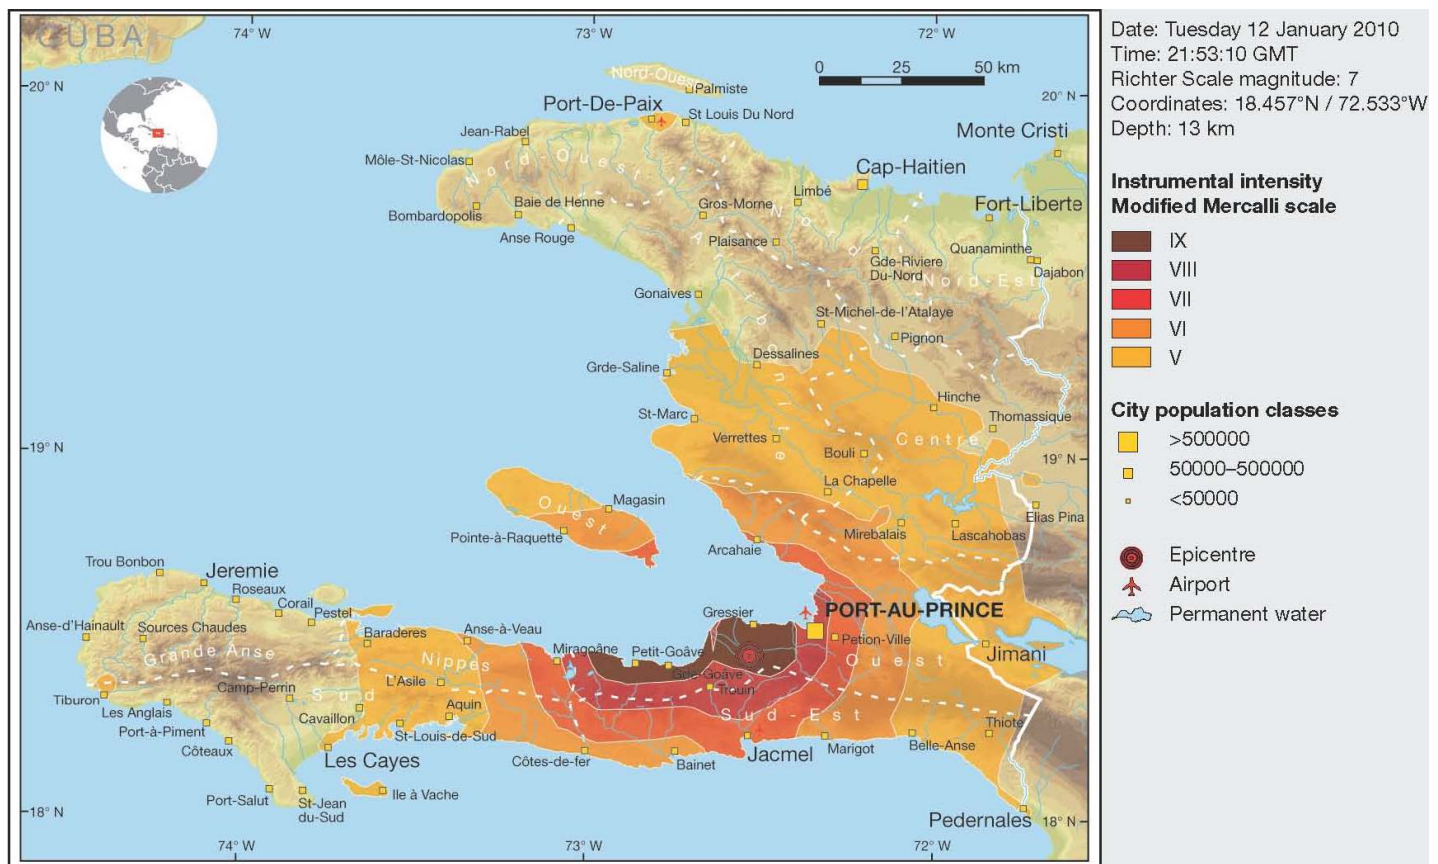 CUBA
74° W
73° W
72° W
20° N
20° N
0 25 50 km
Nord-Ouest
Palmiste
Port-De-Paix
St Louis Du Nord
Jean-Rabel
Monte Cristi
Môle-St-Nicolas
Nord-Ouest
Cap-Haitien
Limbé
Fort-Liberte
Baie de Henne
Gros-Morne
Nord
Bombardopolis
Anse Rouge
Plaisance
Quanaminthe
Gde-Riviere
Du-Nord
Dajabon
Nord-Est
Gonaives
Artibonite
St-Michel-de-l'Atalaye
Pignon
Dessalines
Grde-Saline
Hinche
St-Marc
Thomassique
Verrettes
Centre
19° N
Bouli
19° N
La Chapelle
Magasin
Ouest
Elias Pina
Pointe-à-Raquette
Mirebalais
Lascahobas
Arcahaie
Trou Bonbon
Jeremie
Roseaux
Corail
Pestel
Gressier
PORT-AU-PRINCE
Anse-d'Hainault
Sources Chaudes
Baraderes
Anse-à-Veau
Petion-Ville
Grande Anse
Nippes
Miragoâne
Petit-Goâve
Ouest
Jimani
Gde-Goâve
Camp-Perrin
Sud
L'Asile
Trouin
Tiburon
Les Anglais
Cavaillon
Aquin
Sud-Est
Thiote
Port-à-Piment
St-Louis-de-Sud
Côteaux
Les Cayes
Côtes-de-fer
Bainet
Jacmel
Marigot
Belle-Anse
Port-Salut
St-Jean
du-Sud
Ile à Vache
18° N
Pedernales
18° N
74° W
73° W
72° W
Date: Tuesday 12 January 2010
Time: 21:53:10 GMT
Richter Scale magnitude: 7
Coordinates: 18.457°N / 72.533°W
Depth: 13 km
Instrumental intensity
Modified Mercalli scale
IX
VIII
VII
VI
V
City population classes
>500000
50000–500000
<50000
Epicentre
Airport
Permanent water